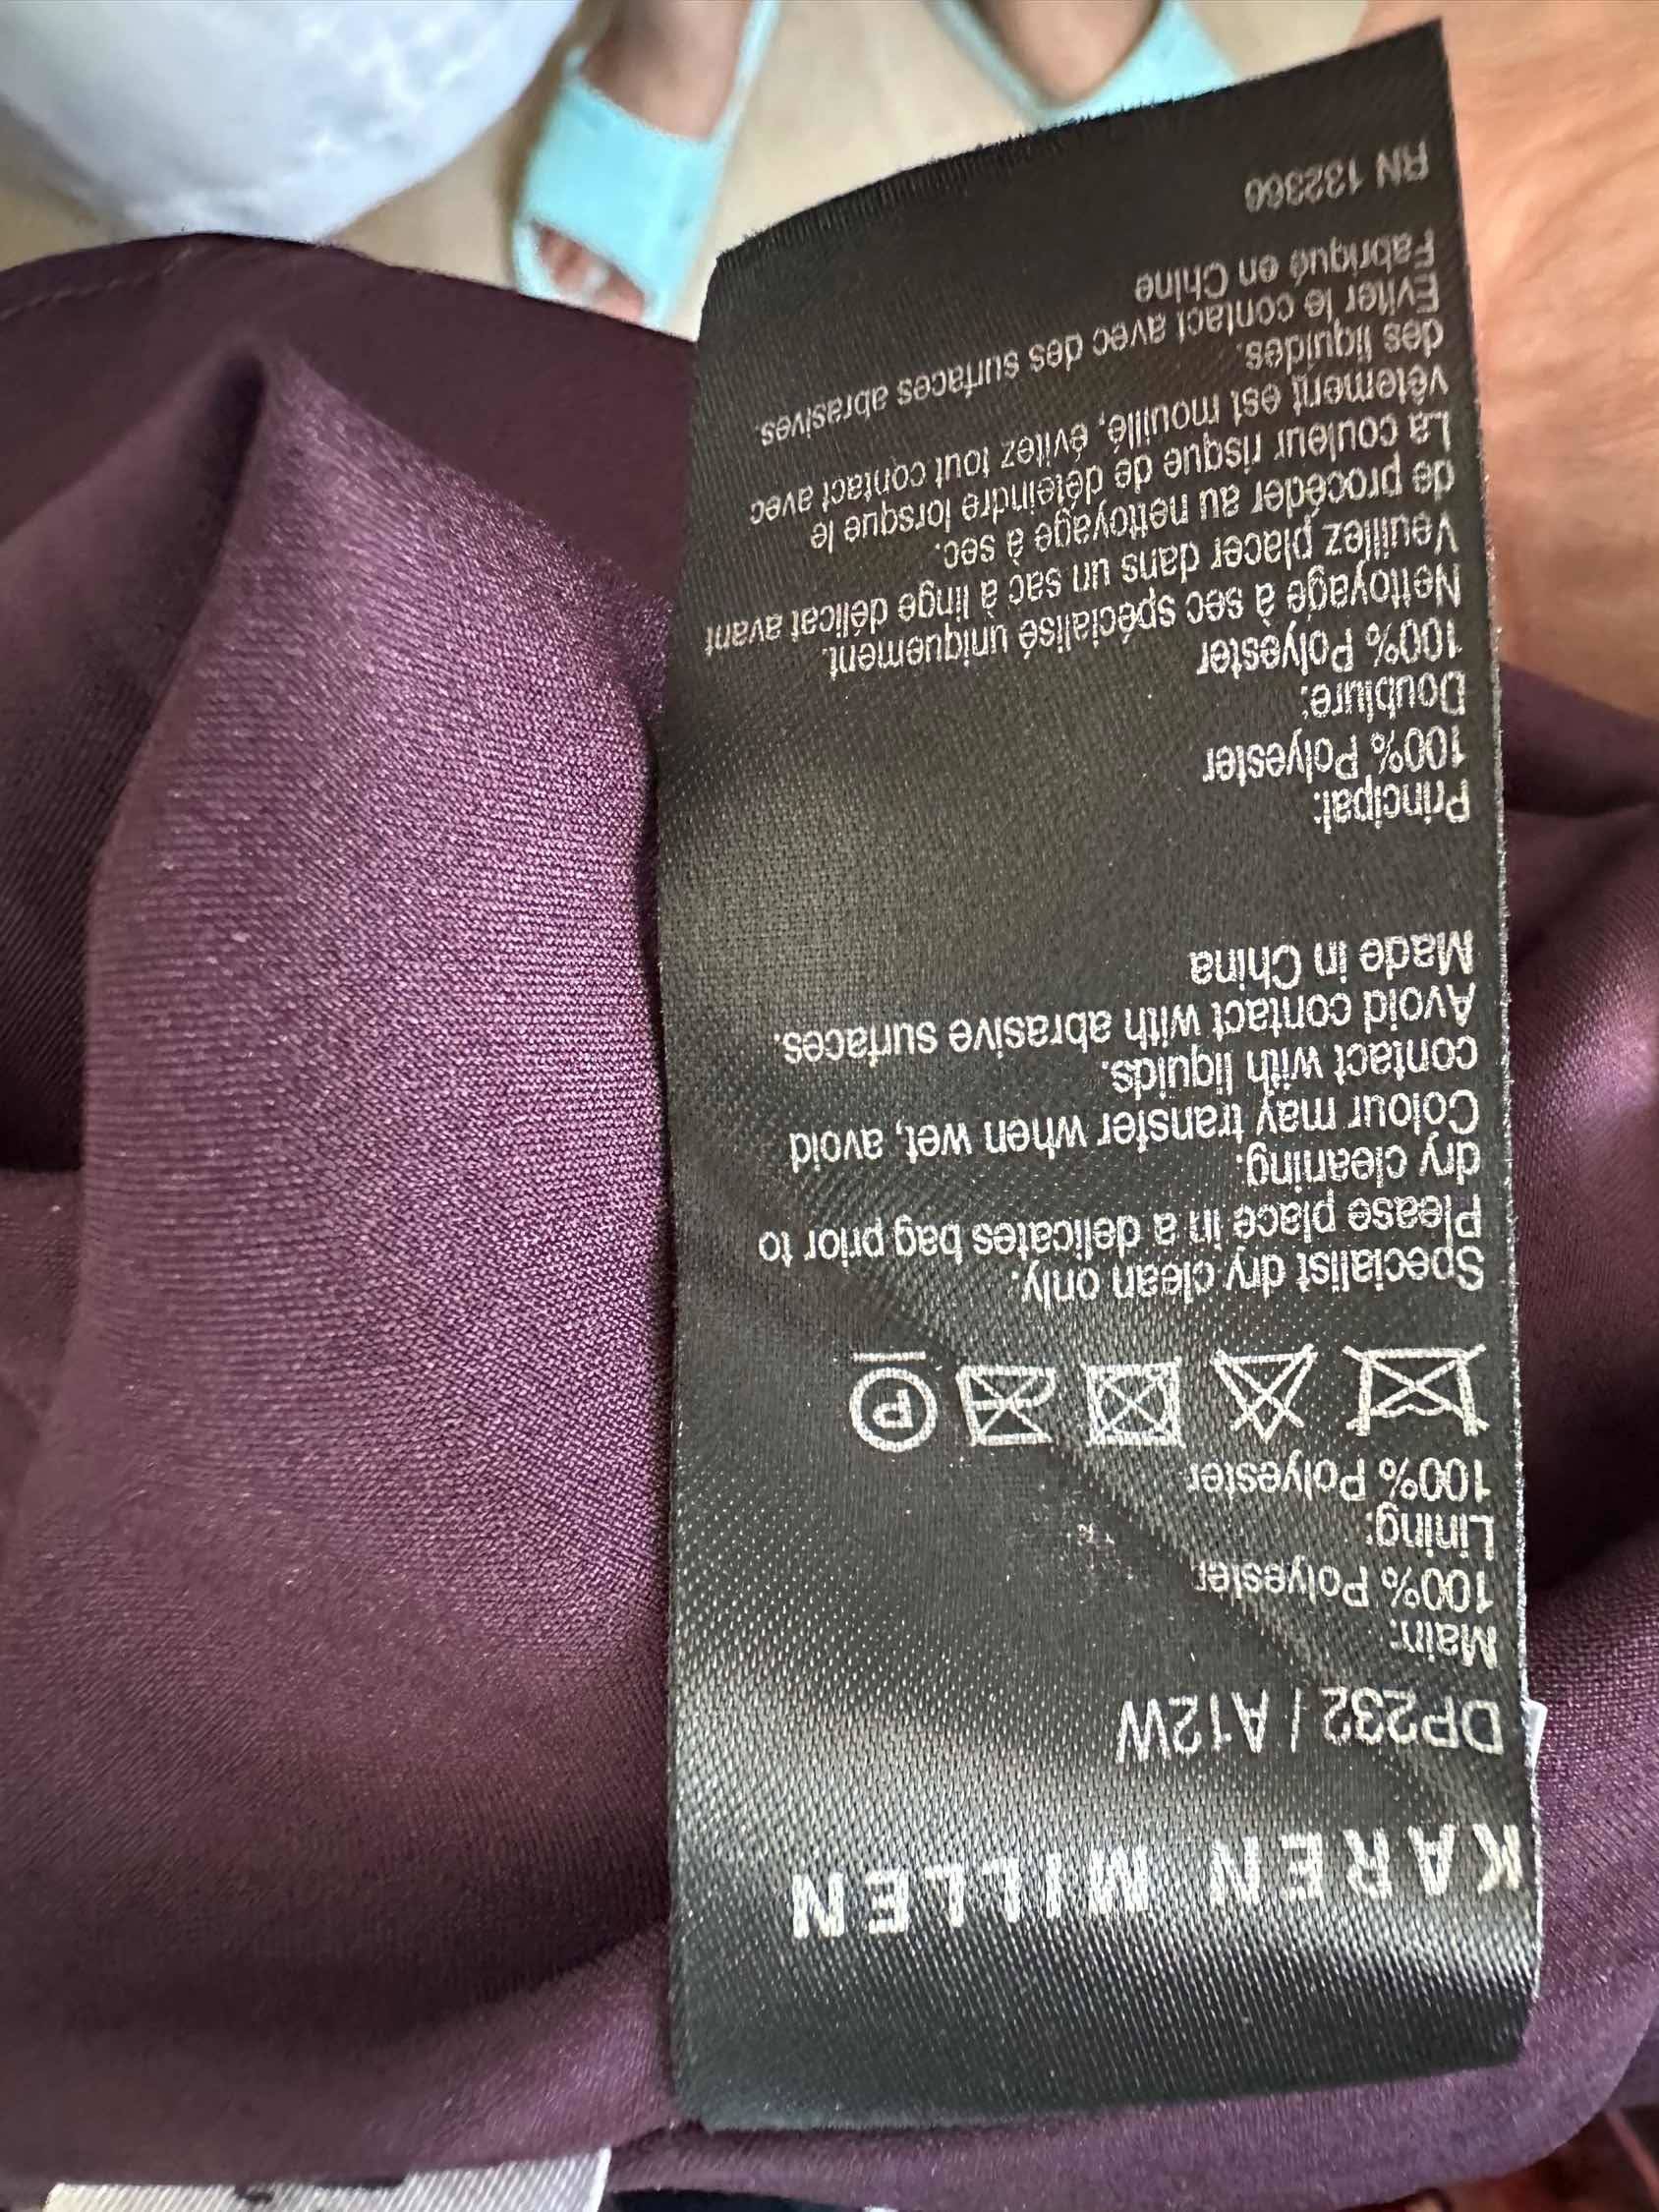 KAREN MILLEN
DP232 / A12W
Main:
100% Polyester
Lining:
100% Polyester
P
Specialist dry clean only.
Please place in a delicates bag prior to
dry cleaning.
Colour may transfer when wet, avoid
contact with liquids.
Avoid contact with abrasive surfaces.
Made in China
Principal:
100% Polyester
Doublure:
100% Polyester
Nettoyage à sec spécialisé uniquement.
Veuillez placer dans un sac à linge délicat avant
de procéder au nettoyage à sec.
La couleur risque de déteindre lorsque le
vêtement est mouillé, évitez tout contact avec
des liquides.
Eviter le contact avec des surfaces abrasives.
Fabriqué en Chine
RN 132366